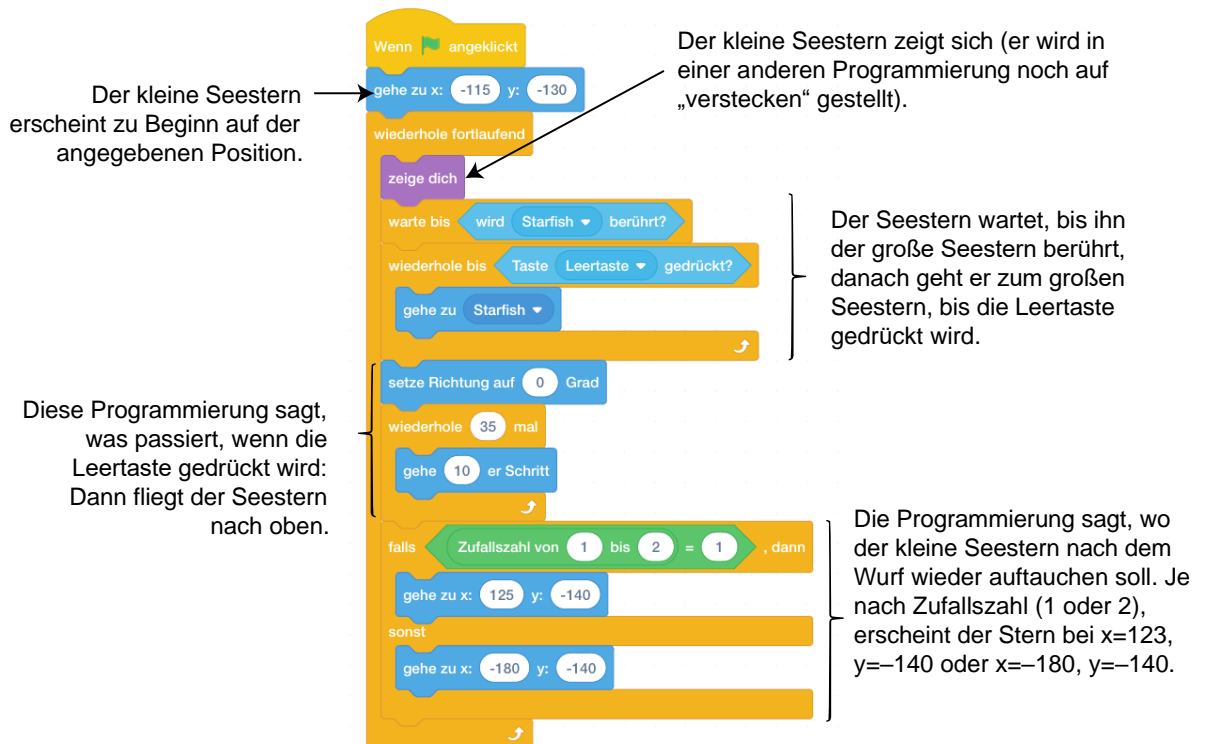 Wenn angeklickt
Der kleine Seestern zeigt sich (er wird in
einer anderen Programmierung noch auf
„verstecken“ gestellt).
gehe zu x: -115 y: -130
Der kleine Seestern
erscheint zu Beginn auf der
angegebenen Position.
wiederhole fortlaufend
zeige dich
warte bis wird Starfish berührt?
wiederhole bis Taste Leertaste gedrückt?
gehe zu Starfish
Der Seestern wartet, bis ihn
der große Seestern berührt,
danach geht er zum großen
Seestern, bis die Leertaste
gedrückt wird.
setze Richtung auf 0 Grad
wiederhole 35 mal
gehe 10 er Schritt
Diese Programmierung sagt,
was passiert, wenn die
Leertaste gedrückt wird:
Dann fliegt der Seestern
nach oben.
falls Zufallszahl von 1 bis 2 = 1 , dann
gehe zu x: 125 y: -140
sonst
gehe zu x: -180 y: -140
Die Programmierung sagt, wo
der kleine Seestern nach dem
Wurf wieder auftauchen soll. Je
nach Zufallszahl (1 oder 2),
erscheint der Stern bei x=123,
y=–140 oder x=–180, y=–140.